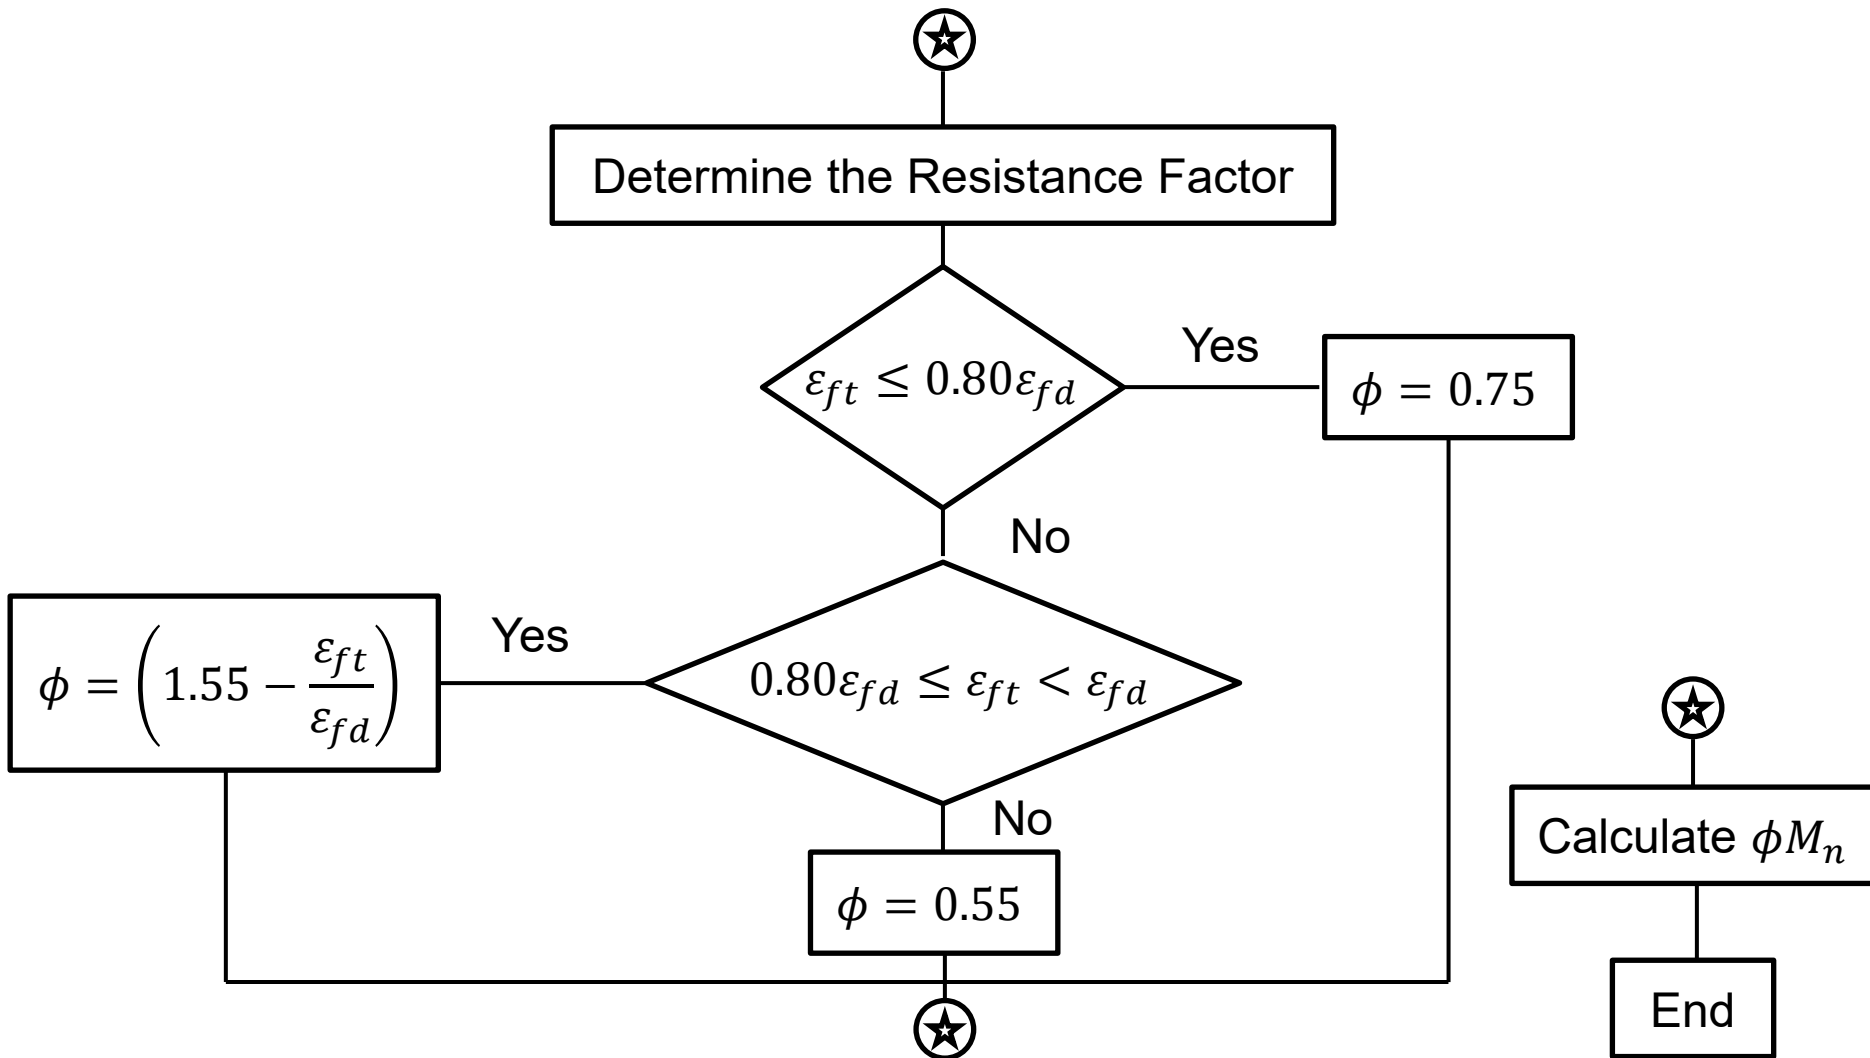 Determine the Resistance Factor
Yes
ε_ft ≤ 0.80ε_fd
ϕ = 0.75
No
Yes
ϕ = (1.55 − ε_ft/ε_fd)
0.80ε_fd ≤ ε_ft < ε_fd
No
ϕ = 0.55
Calculate ϕM_n
End